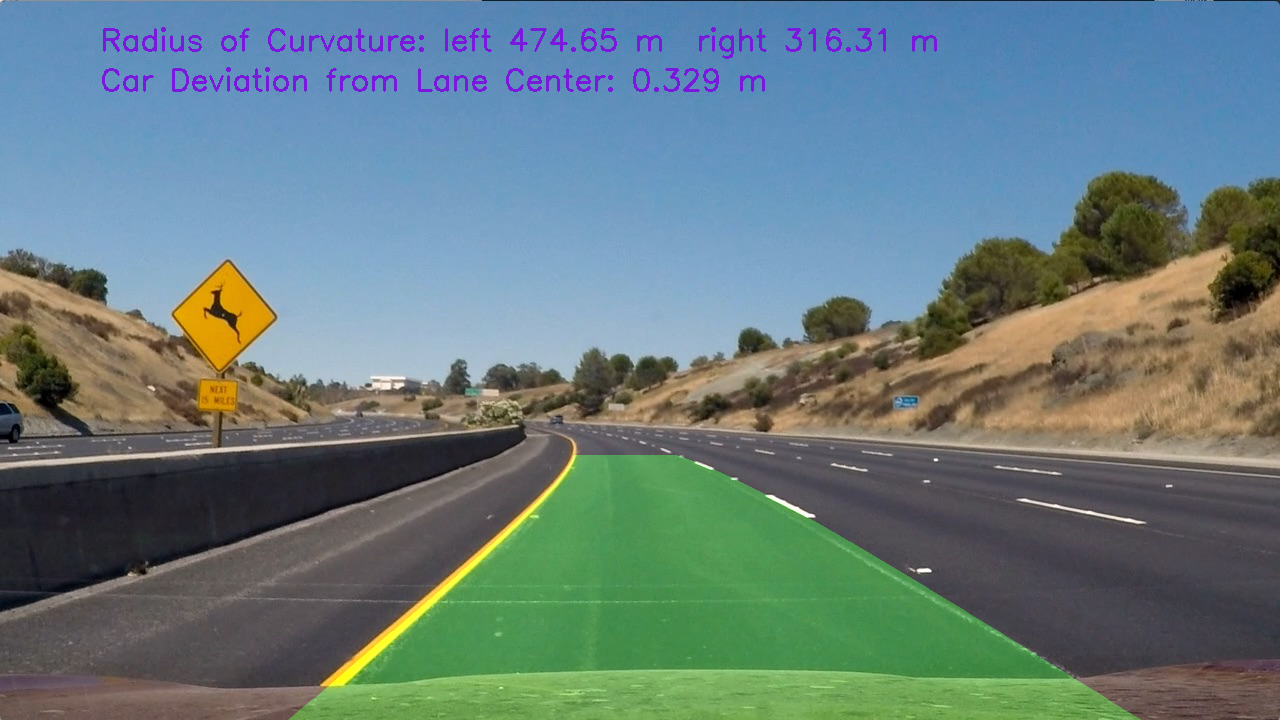 Radius of Curvature: left 474.65 m  right 316.31 m
Car Deviation from Lane Center: 0.329 m
NEXT
15 MILES